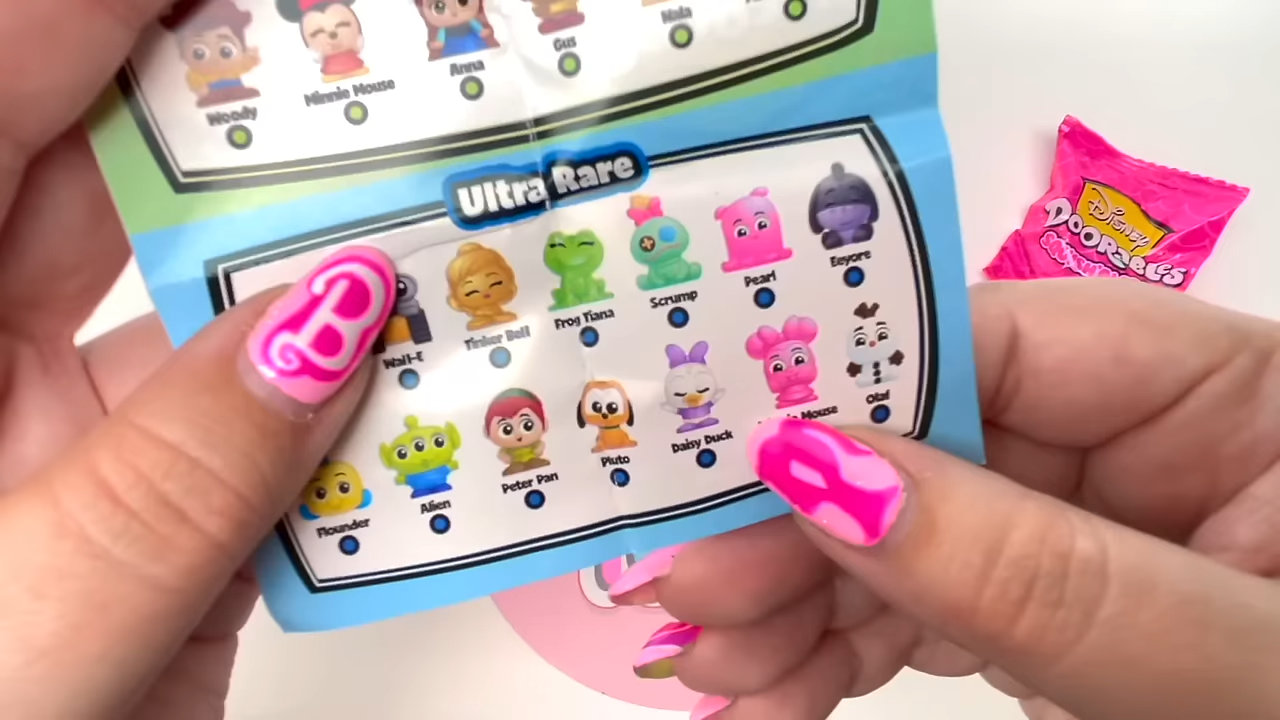 Woody
Minnie Mouse
Anna
Gus
Nala
Ultra Rare
Wall-E
Tinker Bell
Frog Tiana
Scrump
Pearl
Eeyore
Flounder
Alien
Peter Pan
Pluto
Daisy Duck
Mouse
Olaf
B
Disney
DOORABLES